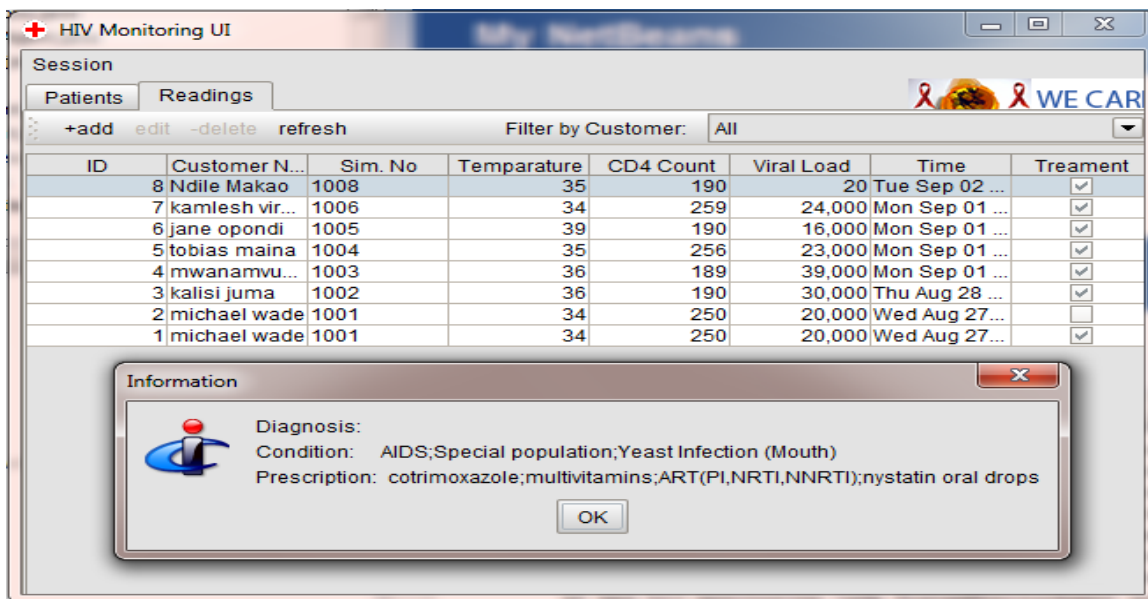 HIV Monitoring UI
My NetBeans
Session
Patients Readings
WE CAR
+add edit -delete refresh Filter by Customer: All
ID Customer N... Sim. No Temparature CD4 Count Viral Load Time Treament
8 Ndile Makao 1008 35 190 20 Tue Sep 02 ...
7 kamlesh vir... 1006 34 259 24,000 Mon Sep 01 ...
6 jane opondi 1005 39 190 16,000 Mon Sep 01 ...
5 tobias maina 1004 35 256 23,000 Mon Sep 01 ...
4 mwanamvu... 1003 36 189 39,000 Mon Sep 01 ...
3 kalisi juma 1002 36 190 30,000 Thu Aug 28 ...
2 michael wade 1001 34 250 20,000 Wed Aug 27...
1 michael wade 1001 34 250 20,000 Wed Aug 27...
Information
Diagnosis:
Condition: AIDS;Special population;Yeast Infection (Mouth)
Prescription: cotrimoxazole;multivitamins;ART(PI,NRTI,NNRTI);nystatin oral drops
OK